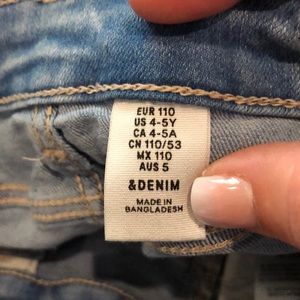 EUR 110
US 4-5Y
CA 4-5A
CN 110/53
MX 110
AUS 5
&DENIM
MADE IN
BANGLADESH